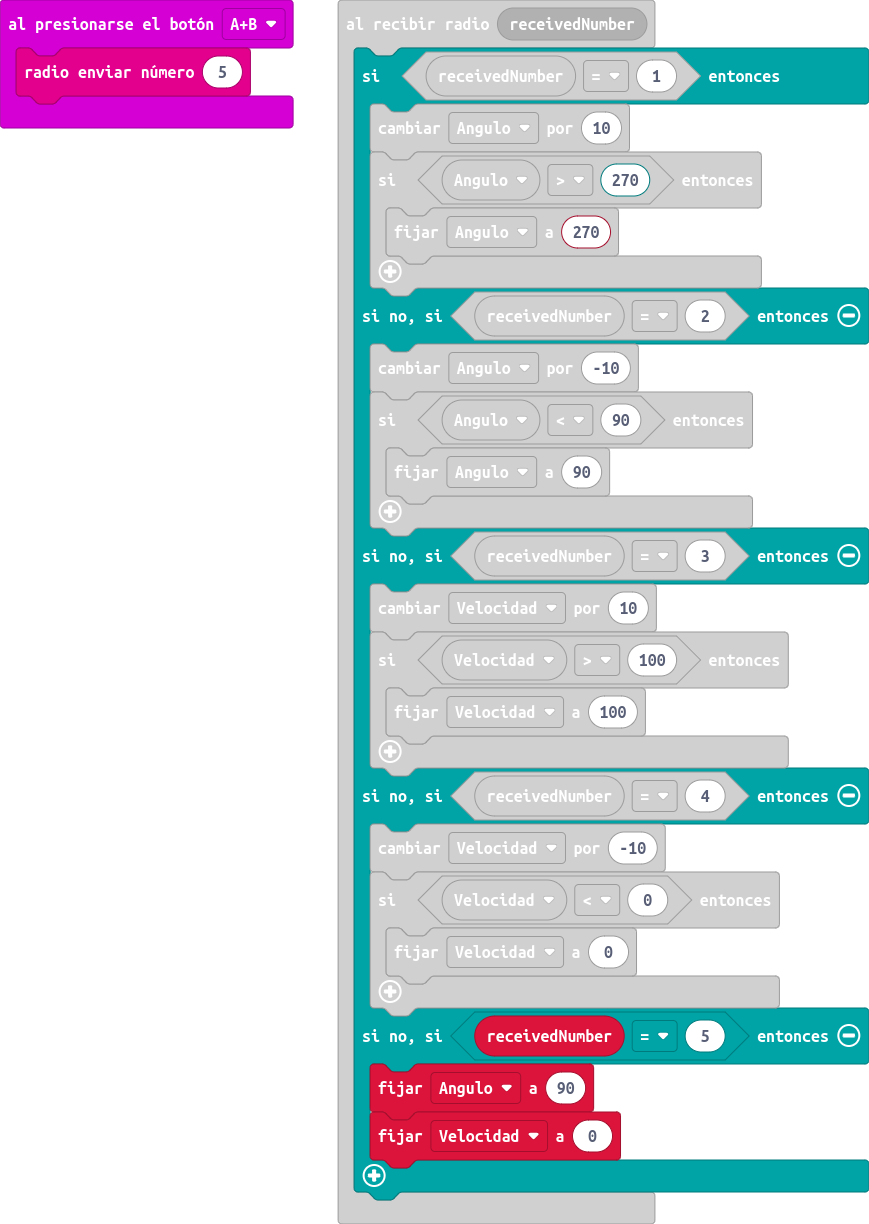 al presionarse el botón A+B
radio enviar número 5
al recibir radio receivedNumber
si receivedNumber = 1 entonces
cambiar Angulo por 10
si Angulo > 270 entonces
fijar Angulo a 270
si no, si receivedNumber = 2 entonces
cambiar Angulo por -10
si Angulo < 90 entonces
fijar Angulo a 90
si no, si receivedNumber = 3 entonces
cambiar Velocidad por 10
si Velocidad > 100 entonces
fijar Velocidad a 100
si no, si receivedNumber = 4 entonces
cambiar Velocidad por -10
si Velocidad < 0 entonces
fijar Velocidad a 0
si no, si receivedNumber = 5 entonces
fijar Angulo a 90
fijar Velocidad a 0